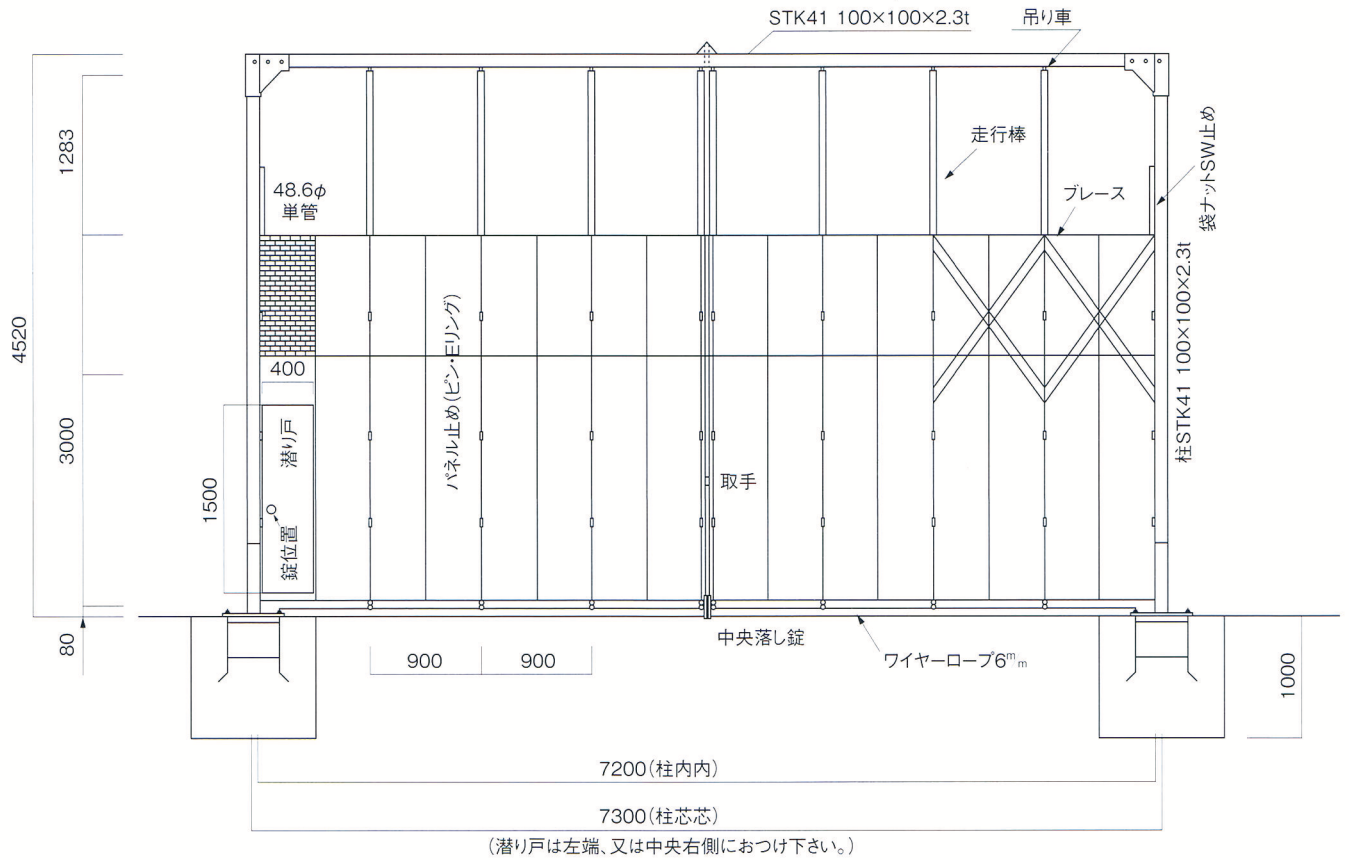 STK41 100×100×2.3t
吊り車
1283
48.6φ
単管
走行棒
ブレース
袋ナットSW止め
4520
3000
400
パネル止め(ピン・Eリング)
柱STK41 100×100×2.3t
1500
潜り戸
錠位置
取手
80
900
900
中央落し錠
ワイヤーロープ6mm
1000
7200(柱内内)
7300(柱芯芯)
(潜り戸は左端、又は中央右側におつけ下さい。)